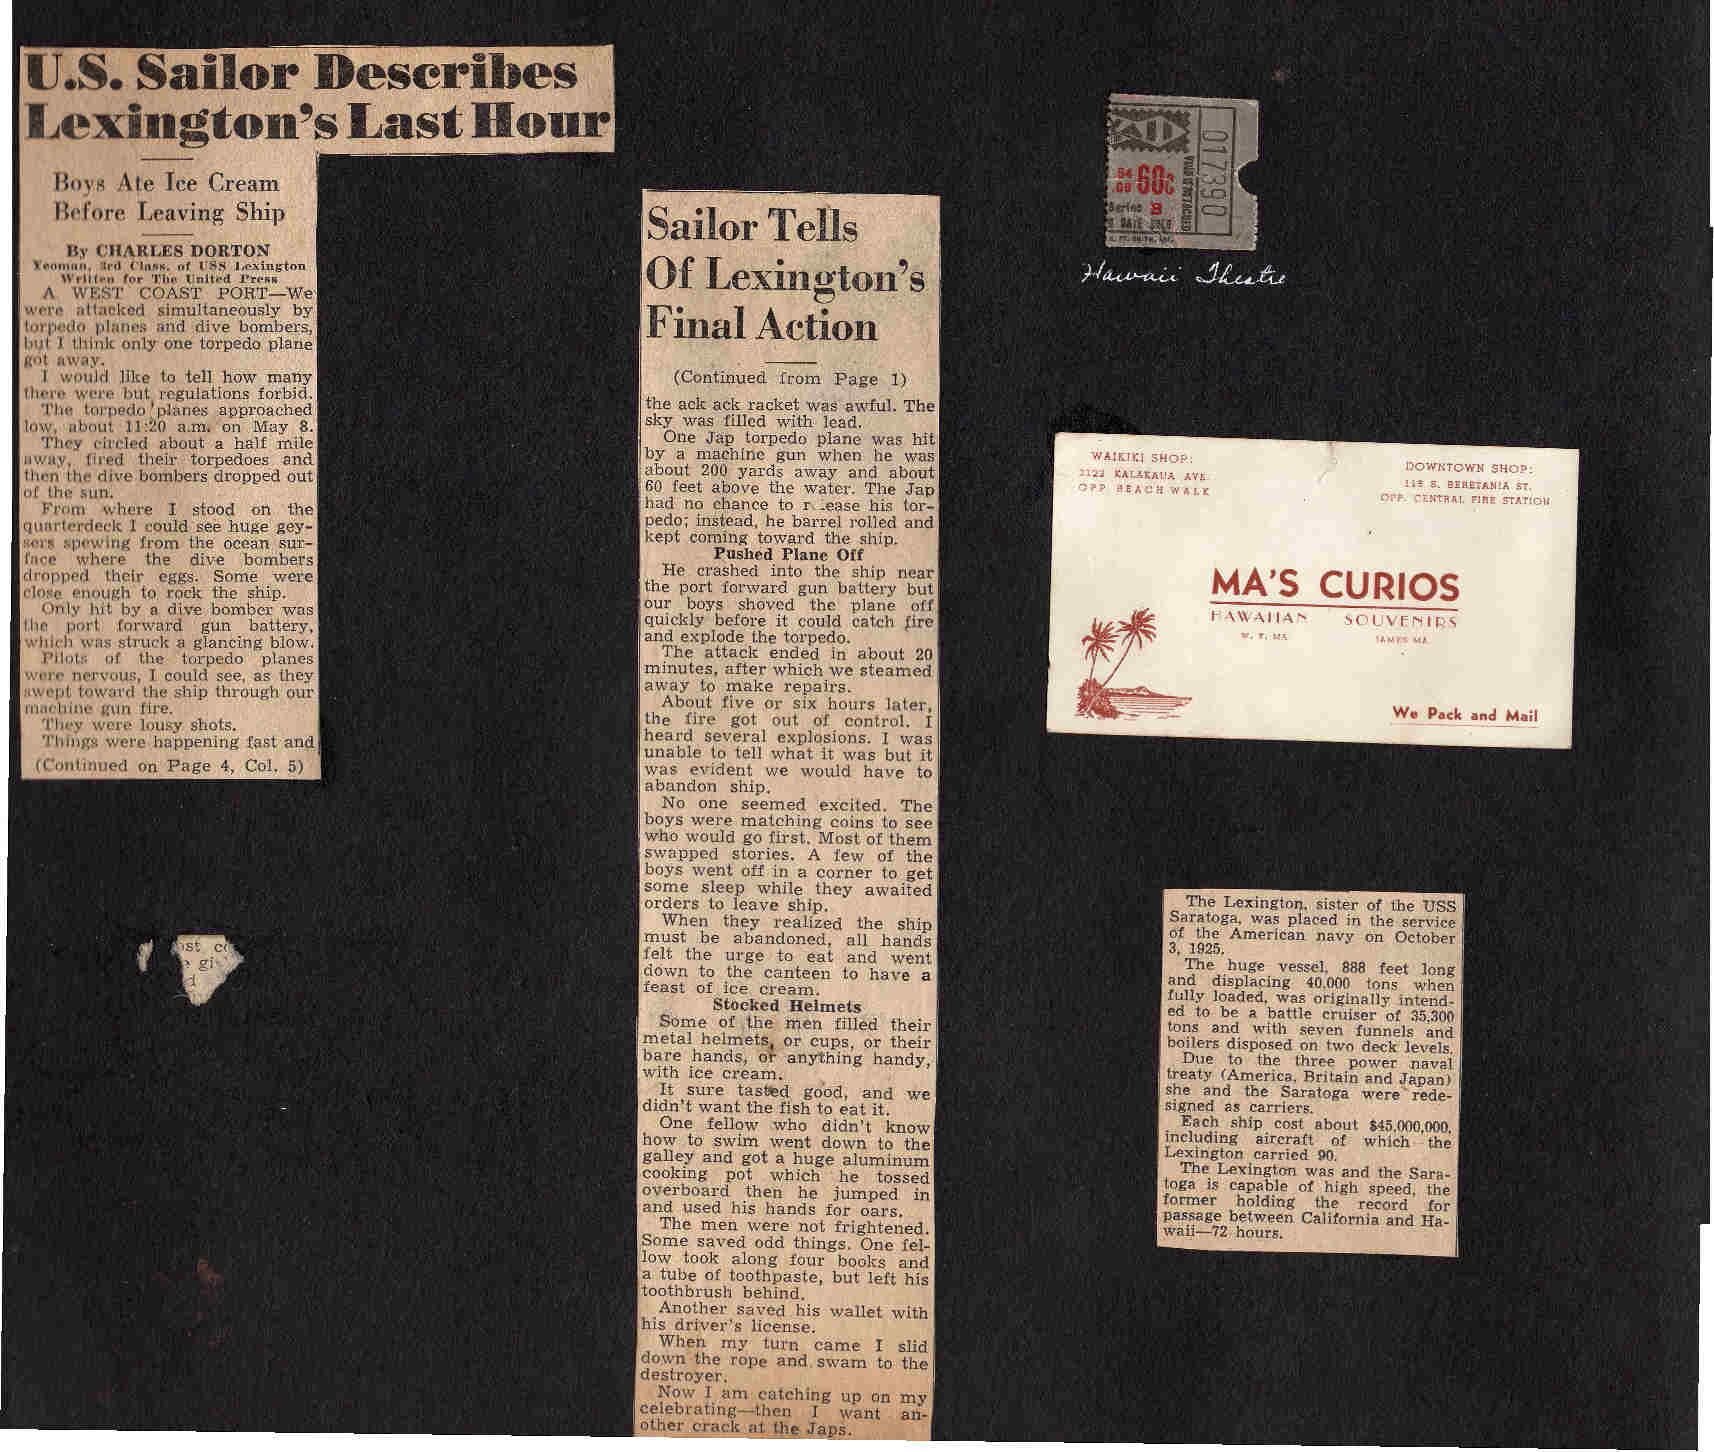 U.S. Sailor Describes
Lexington's Last Hour
Boys Ate Ice Cream
Before Leaving Ship
By CHARLES DORTON
Yeoman, 3rd Class, of USS Lexington
Written for The United Press
A WEST COAST PORT—We
were attacked simultaneously by
torpedo planes and dive bombers,
but I think only one torpedo plane
got away.
I would like to tell how many
there were but regulations forbid.
The torpedo planes approached
low, about 11:20 a.m. on May 8.
They circled about a half mile
away, fired their torpedoes and
then the dive bombers dropped out
of the sun.
From where I stood on the
quarterdeck I could see huge gey-
sers spewing from the ocean sur-
face where the dive bombers
dropped their eggs. Some were
close enough to rock the ship.
Only hit by a dive bomber was
the port forward gun battery,
which was struck a glancing blow.
Pilots of the torpedo planes
were nervous, I could see, as they
swept toward the ship through our
machine gun fire.
They were lousy shots.
Things were happening fast and
(Continued on Page 4, Col. 5)
Sailor Tells
Of Lexington's
Final Action
(Continued from Page 1)
the ack ack racket was awful. The
sky was filled with lead.
One Jap torpedo plane was hit
by a machine gun when he was
about 200 yards away and about
60 feet above the water. The Jap
had no chance to r..ease his tor-
pedo; instead, he barrel rolled and
kept coming toward the ship.
Pushed Plane Off
He crashed into the ship near
the port forward gun battery but
our boys shoved the plane off
quickly before it could catch fire
and explode the torpedo.
The attack ended in about 20
minutes, after which we steamed
away to make repairs.
About five or six hours later,
the fire got out of control. I
heard several explosions. I was
unable to tell what it was but it
was evident we would have to
abandon ship.
No one seemed excited. The
boys were matching coins to see
who would go first. Most of them
swapped stories. A few of the
boys went off in a corner to get
some sleep while they awaited
orders to leave ship.
When they realized the ship
must be abandoned, all hands
felt the urge to eat and went
down to the canteen to have a
feast of ice cream.
Stocked Helmets
Some of the men filled their
metal helmets, or cups, or their
bare hands, or anything handy,
with ice cream.
It sure tasted good, and we
didn't want the fish to eat it.
One fellow who didn't know
how to swim went down to the
galley and got a huge aluminum
cooking pot which he tossed
overboard then he jumped in
and used his hands for oars.
The men were not frightened.
Some saved odd things. One fel-
low took along four books and
a tube of toothpaste, but left his
toothbrush behind.
Another saved his wallet with
his driver's license.
When my turn came I slid
down the rope and swam to the
destroyer.
Now I am catching up on my
celebrating—then I want an-
other crack at the Japs.
017390
60c
Series B
Hawaii Theatre
WAIKIKI SHOP:
2122 KALAKAUA AVE.
OPP. BEACH WALK
DOWNTOWN SHOP:
115 S. BERETANIA ST.
OPP. CENTRAL FIRE STATION
MA'S CURIOS
HAWAIIAN SOUVENIRS
W. Y. MA JAMES MA
We Pack and Mail
The Lexington, sister of the USS
Saratoga, was placed in the service
of the American navy on October
3, 1925.
The huge vessel, 888 feet long
and displacing 40,000 tons when
fully loaded, was originally intend-
ed to be a battle cruiser of 35,300
tons and with seven funnels and
boilers disposed on two deck levels.
Due to the three power naval
treaty (America, Britain and Japan)
she and the Saratoga were rede-
signed as carriers.
Each ship cost about $45,000,000,
including aircraft of which the
Lexington carried 90.
The Lexington was and the Sara-
toga is capable of high speed, the
former holding the record for
passage between California and Ha-
waii—72 hours.